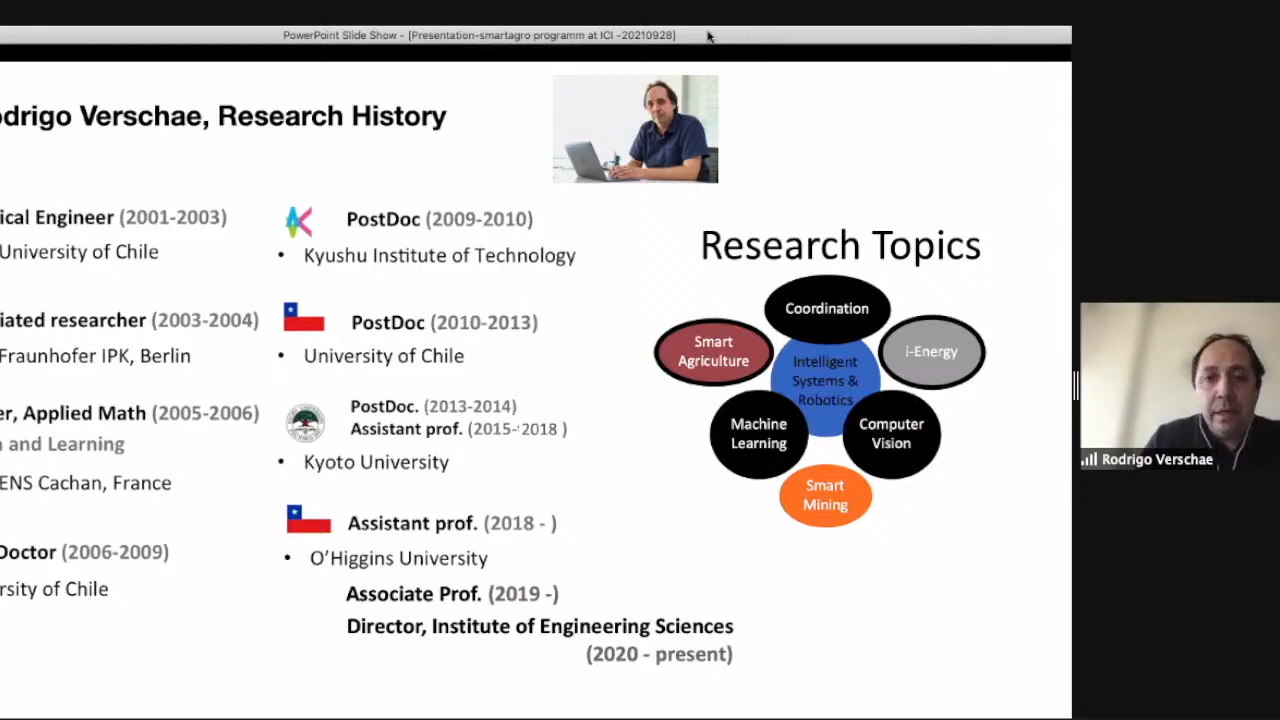 PowerPoint Slide Show - [Presentation-smartagro programm at ICI -20210928]
odrigo Verschae, Research History
ical Engineer (2001-2003)
University of Chile
iated researcher (2003-2004)
Fraunhofer IPK, Berlin
er, Applied Math (2005-2006)
n and Learning
ENS Cachan, France
Doctor (2006-2009)
rsity of Chile
PostDoc (2009-2010)
• Kyushu Institute of Technology
PostDoc (2010-2013)
• University of Chile
PostDoc. (2013-2014)
Assistant prof. (2015-'2018 )
• Kyoto University
Assistant prof. (2018 - )
• O’Higgins University
Associate Prof. (2019 -)
Director, Institute of Engineering Sciences
(2020 - present)
Research Topics
Coordination
Smart
Agriculture
i-Energy
Intelligent
Systems &
Robotics
Machine
Learning
Computer
Vision
Smart
Mining
Rodrigo Verschae